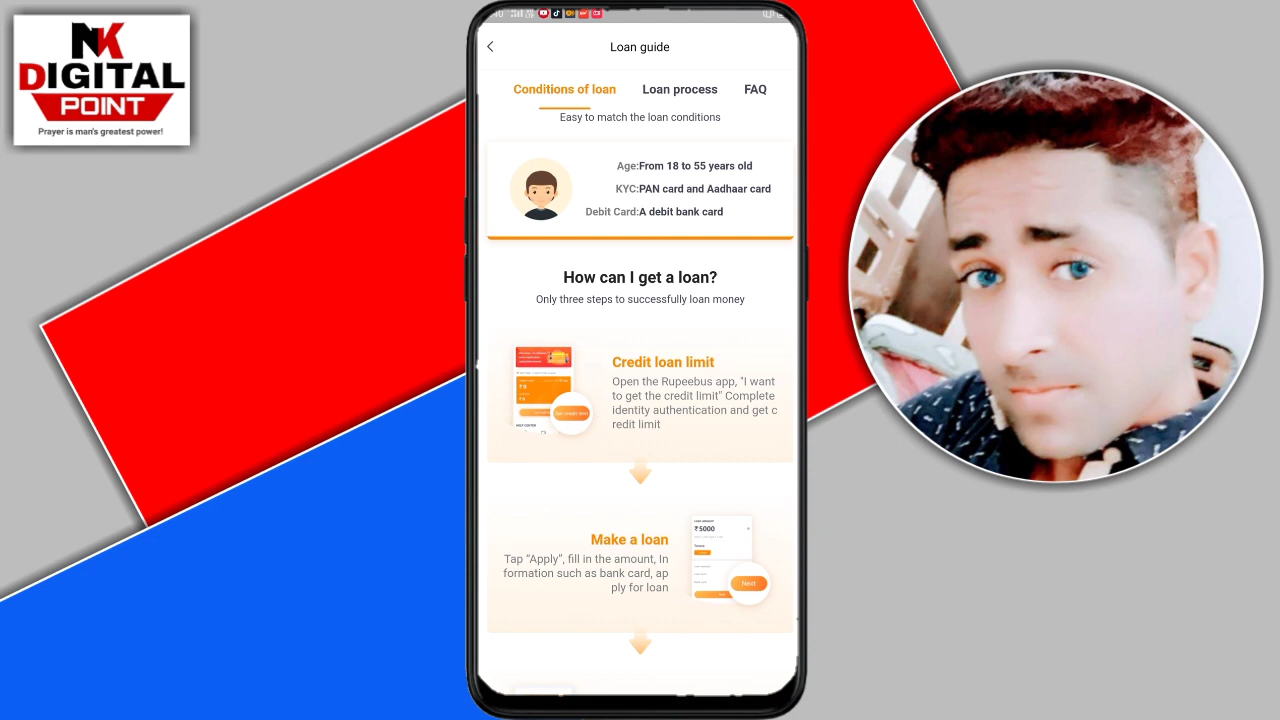 NK
DIGITAL
POINT
Prayer is man's greatest power!
Loan guide
Conditions of loan Loan process FAQ
Easy to match the loan conditions
Age:From 18 to 55 years old
KYC:PAN card and Aadhaar card
Debit Card:A debit bank card
How can I get a loan?
Only three steps to successfully loan money
Credit loan limit
Open the Rupeebus app, "I want
to get the credit limit" Complete
identity authentication and get c
redit limit
HELP CENTER
Make a loan
Tap “Apply”, fill in the amount, In
formation such as bank card, ap
ply for loan
₹5000
Next